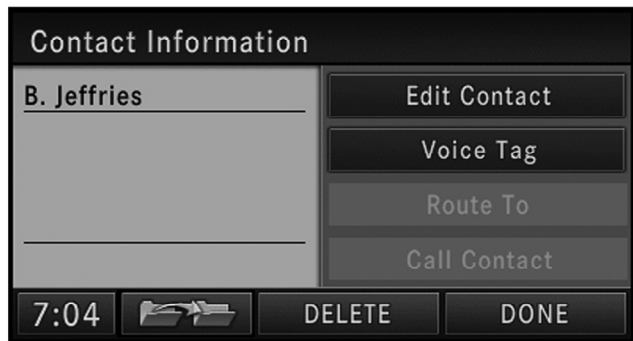 Contact Information
B. Jeffries
Edit Contact
Voice Tag
Route To
Call Contact
7:04
DELETE
DONE